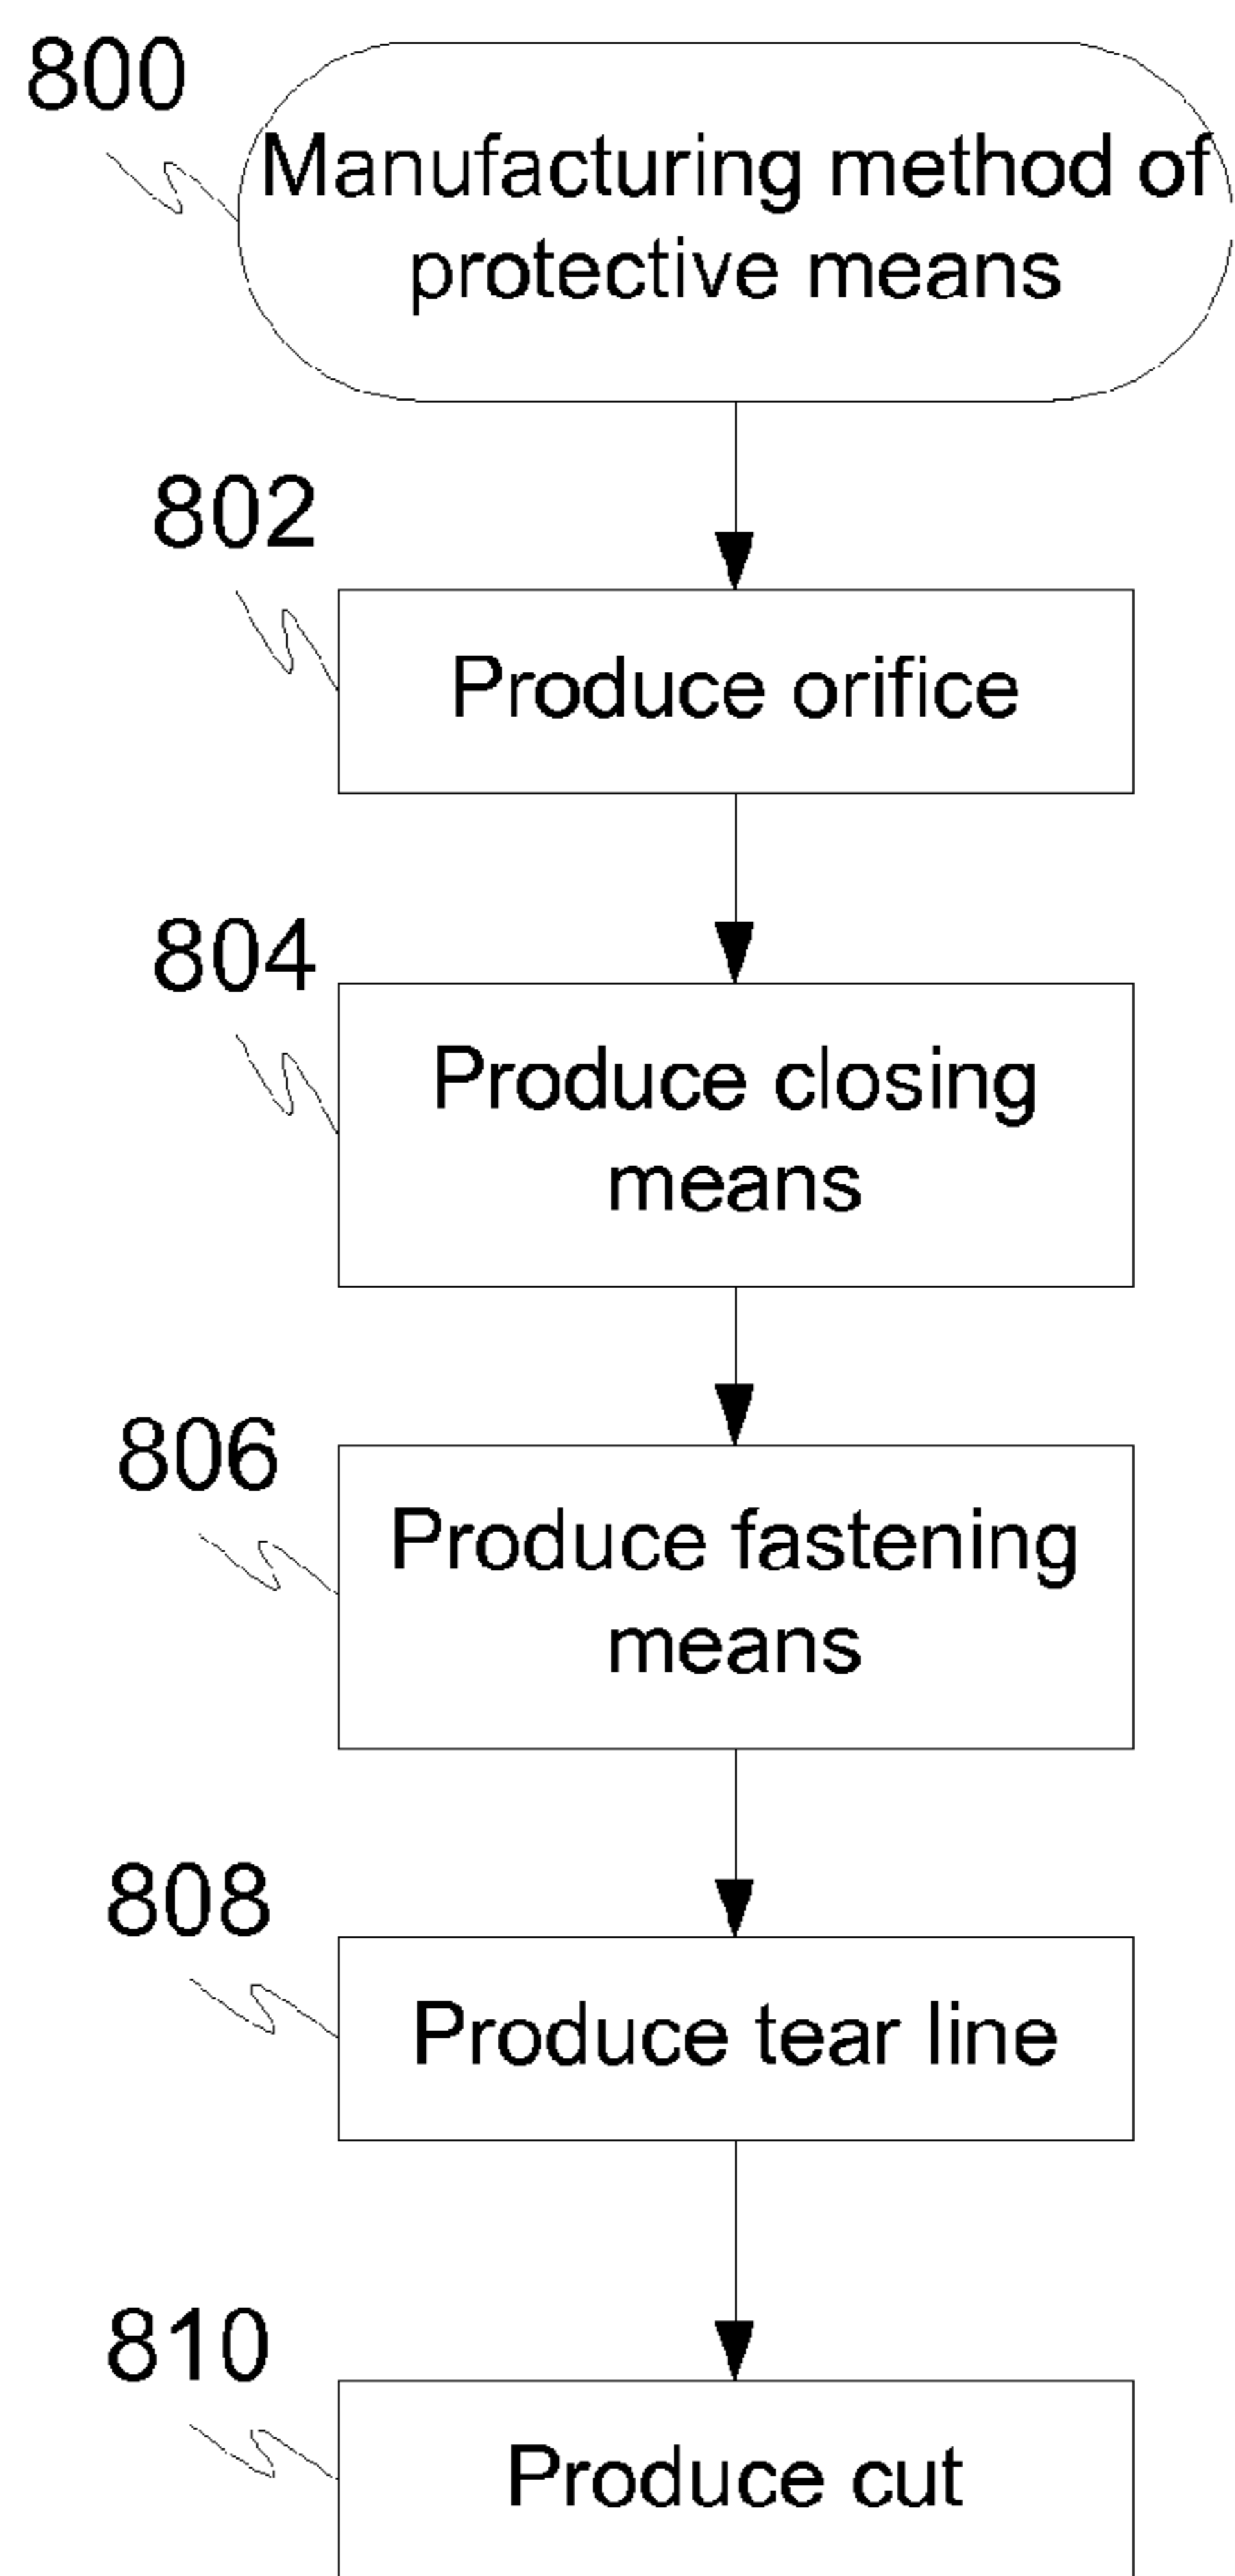 800
Manufacturing method of
protective means
802
Produce orifice
804
Produce closing
means
806
Produce fastening
means
808
Produce tear line
810
Produce cut